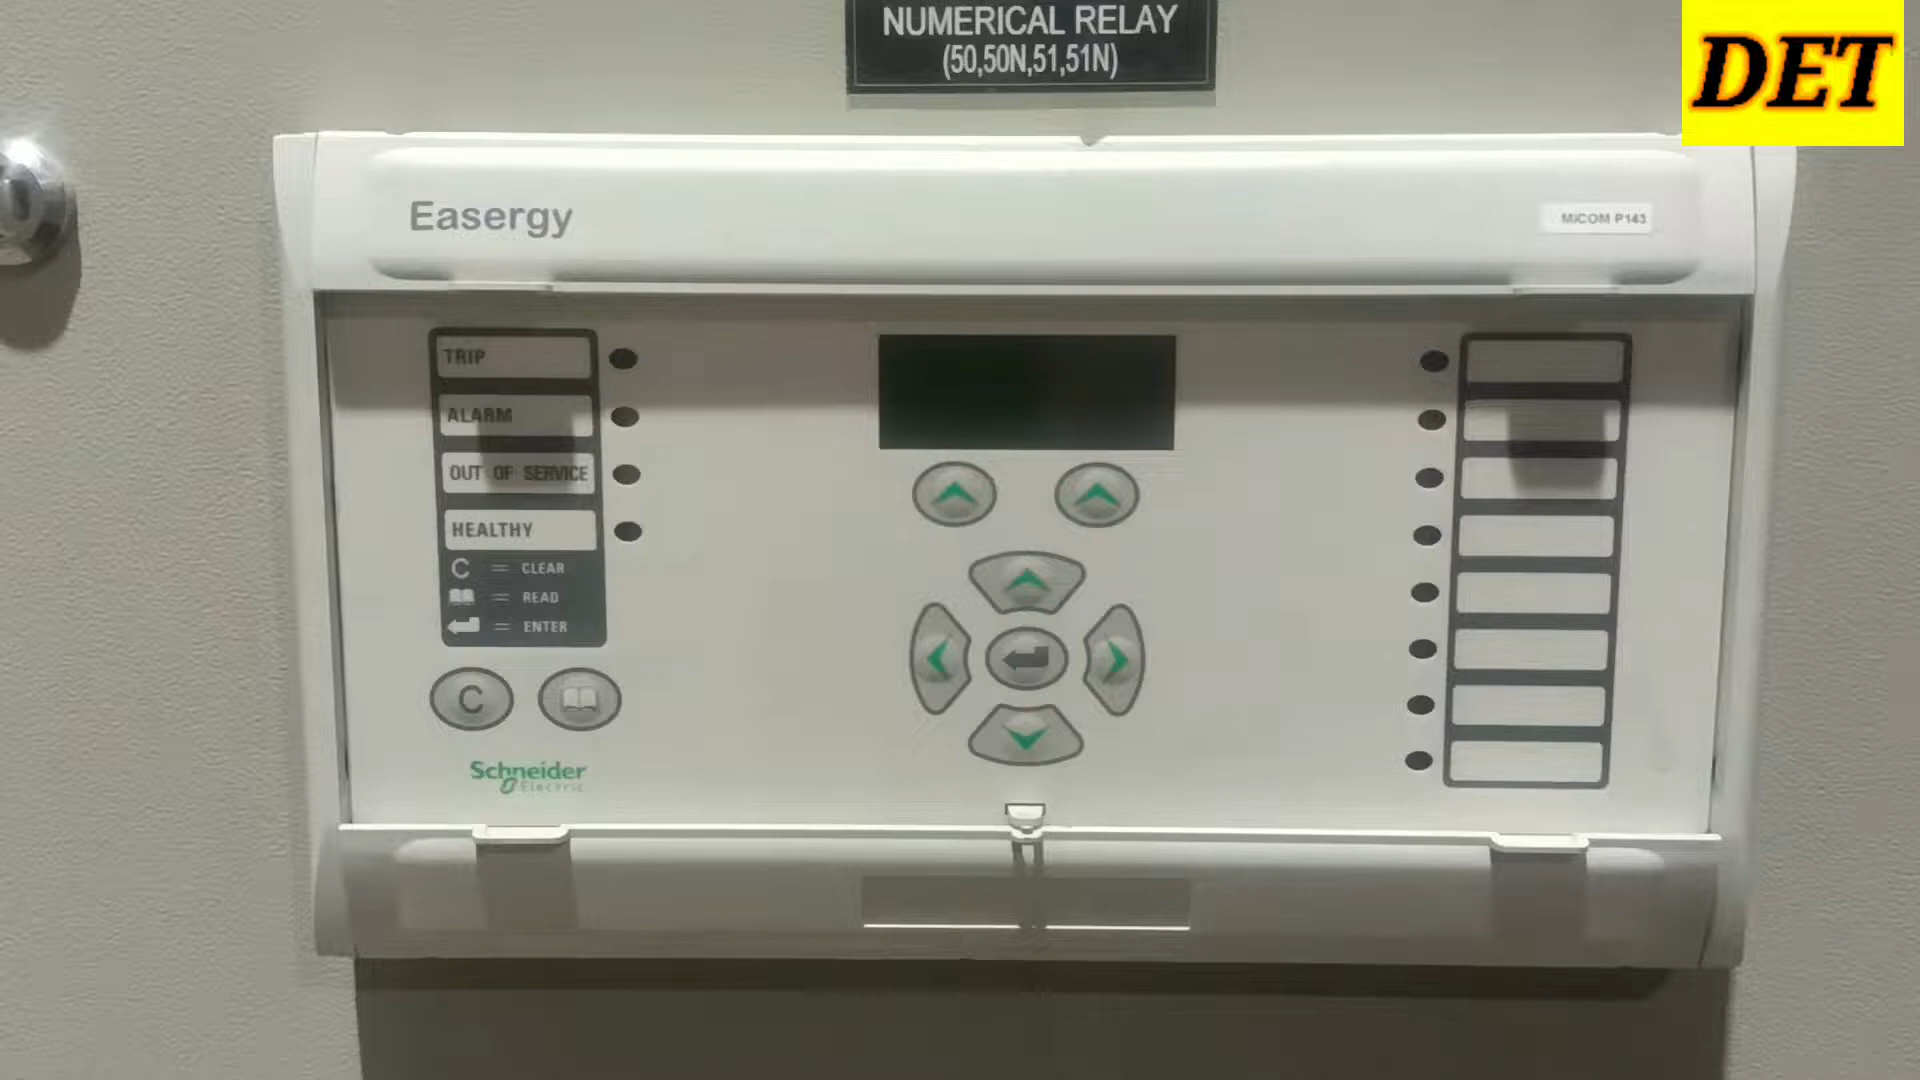 NUMERICAL RELAY
(50,50N,51,51N)
DET
Easergy
MiCOM P143
TRIP
ALARM
OUT OF SERVICE
HEALTHY
C = CLEAR
= READ
= ENTER
C
Schneider
Electric